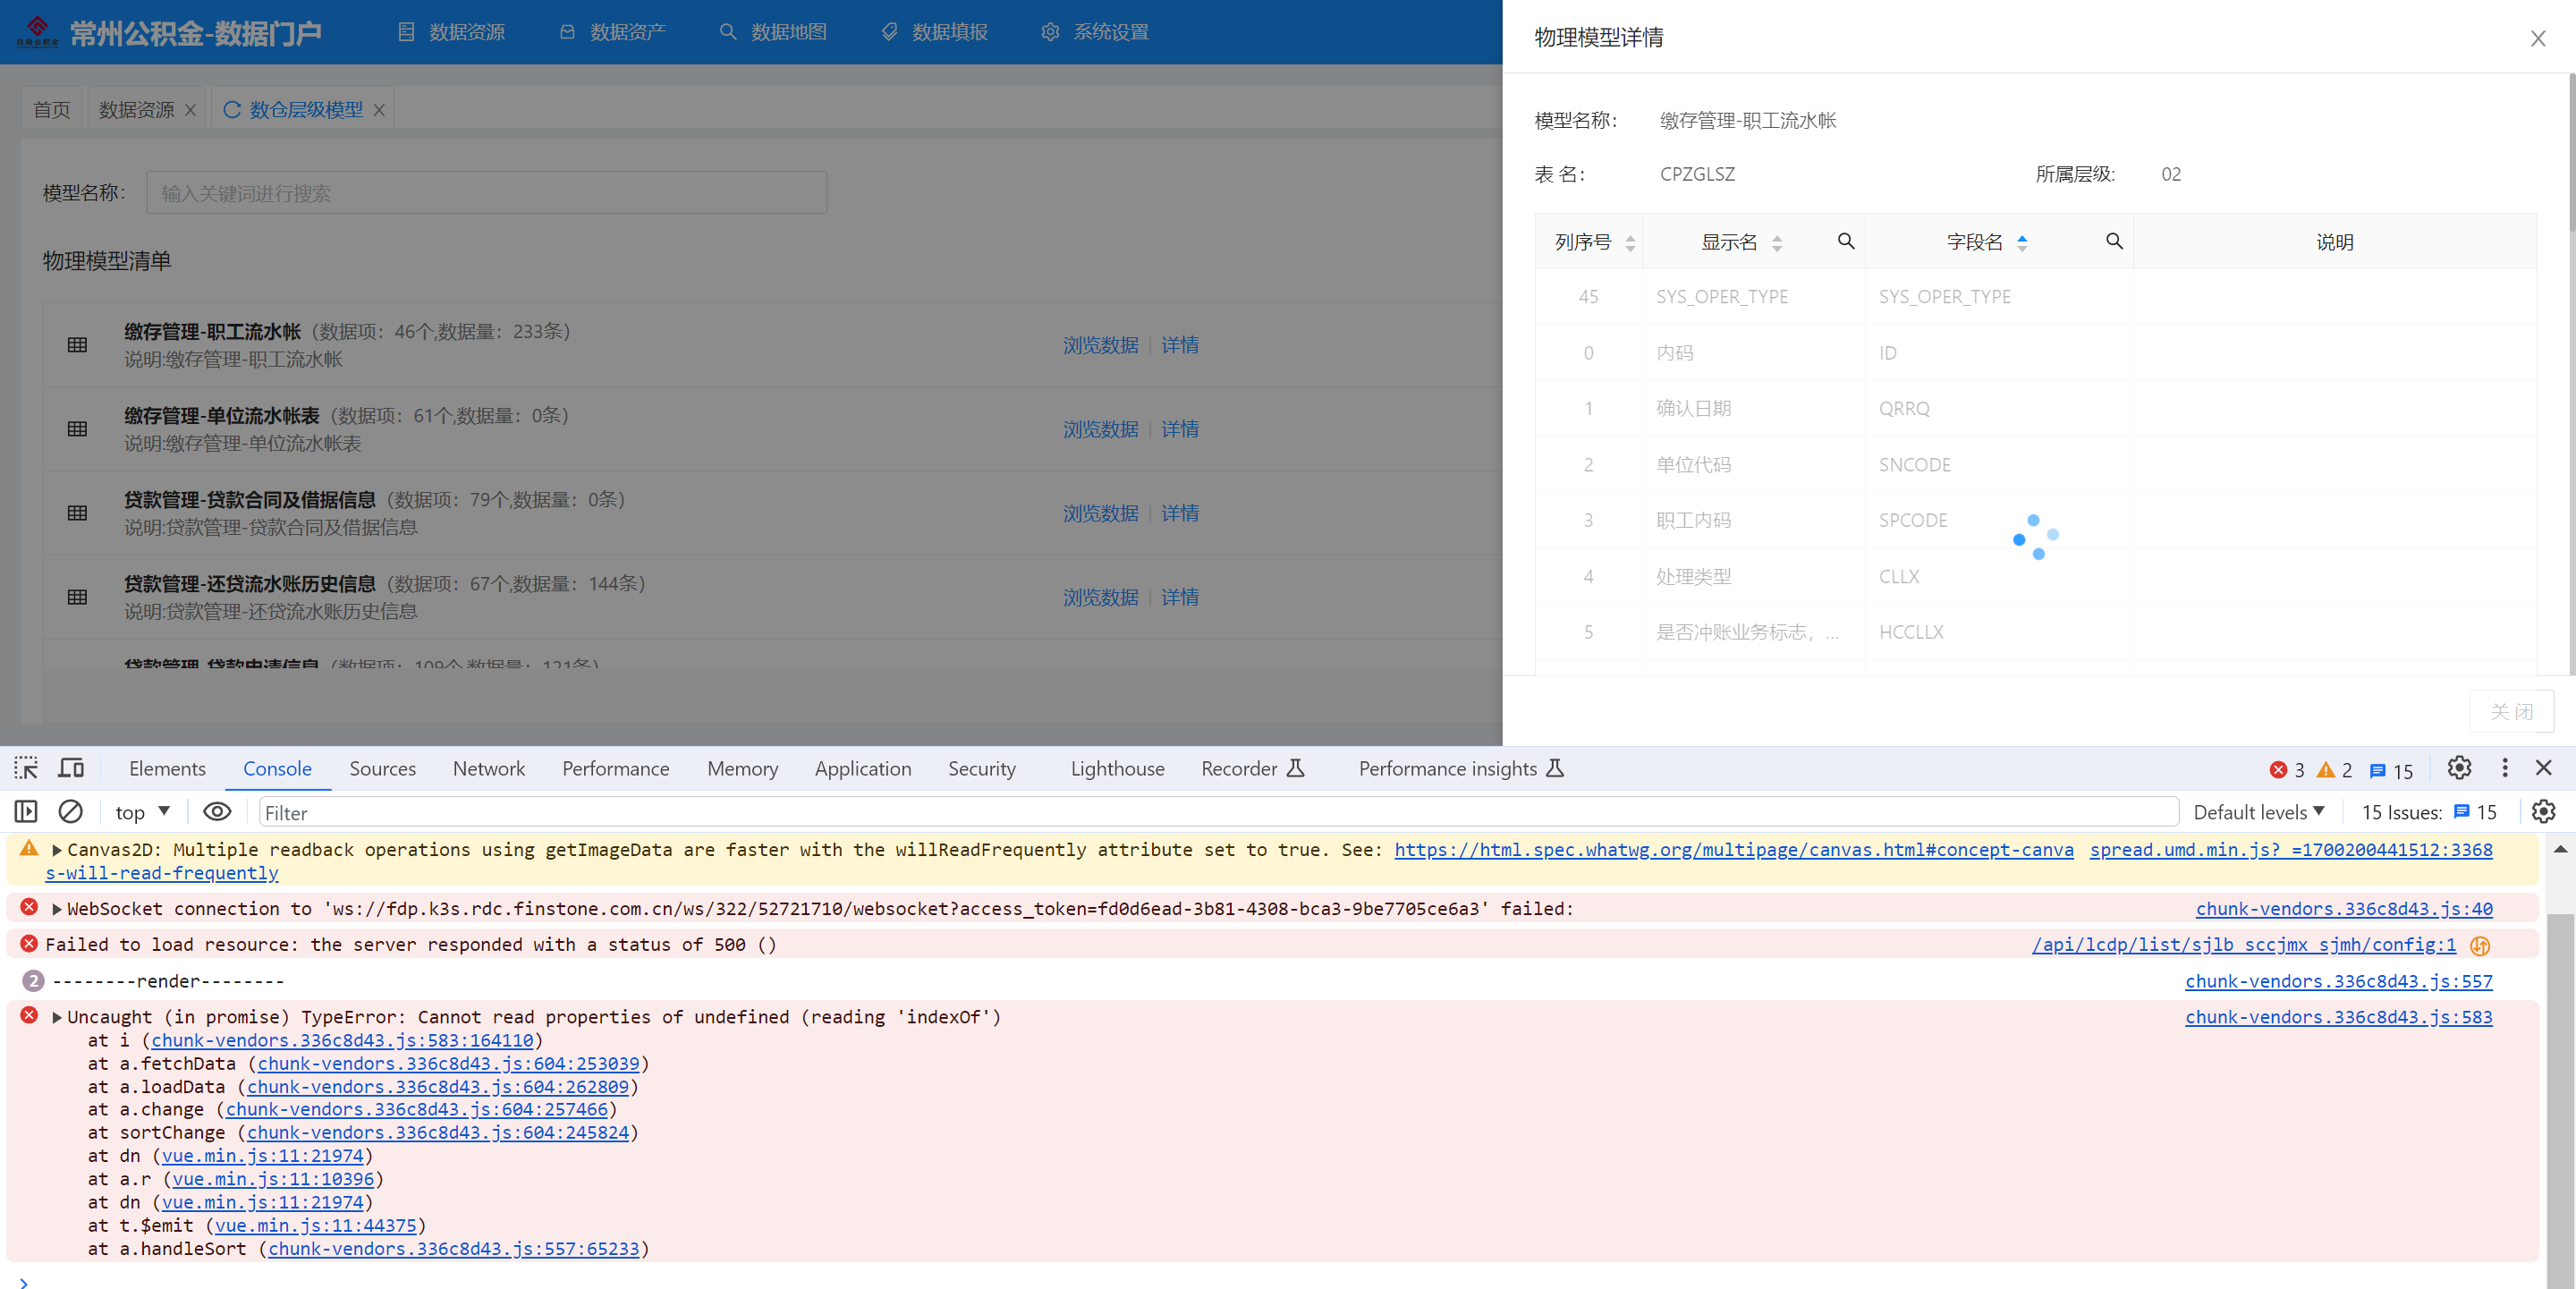 常州公积金-数据门户
数据资源
数据资产
数据地图
数据填报
系统设置
首页
数据资源
数仓层级模型
模型名称：
输入关键词进行搜索
物理模型清单
缴存管理-职工流水帐（数据项：46个,数据量：233条）
说明:缴存管理-职工流水帐
浏览数据
详情
缴存管理-单位流水帐表（数据项：61个,数据量：0条）
说明:缴存管理-单位流水帐表
浏览数据
详情
贷款管理-贷款合同及借据信息（数据项：79个,数据量：0条）
说明:贷款管理-贷款合同及借据信息
浏览数据
详情
贷款管理-还贷流水账历史信息（数据项：67个,数据量：144条）
说明:贷款管理-还贷流水账历史信息
浏览数据
详情
贷款管理-贷款申请信息（数据项：109个,数据量：121条）
物理模型详情
模型名称：
缴存管理-职工流水帐
表 名：
CPZGLSZ
所属层级:
02
列序号
显示名
字段名
说明
45 SYS_OPER_TYPE SYS_OPER_TYPE
0 内码 ID
1 确认日期 QRRQ
2 单位代码 SNCODE
3 职工内码 SPCODE
4 处理类型 CLLX
5 是否冲账业务标志，... HCCLLX
关 闭
Elements
Console
Sources
Network
Performance
Memory
Application
Security
Lighthouse
Recorder
Performance insights
3
2
15
top
Filter
Default levels
15 Issues:
15
Canvas2D: Multiple readback operations using getImageData are faster with the willReadFrequently attribute set to true. See: https://html.spec.whatwg.org/multipage/canvas.html#concept-canva spread.umd.min.js? =1700200441512:3368
s-will-read-frequently
WebSocket connection to 'ws://fdp.k3s.rdc.finstone.com.cn/ws/322/52721710/websocket?access_token=fd0d6ead-3b81-4308-bca3-9be7705ce6a3' failed: chunk-vendors.336c8d43.js:40
Failed to load resource: the server responded with a status of 500 () /api/lcdp/list/sjlb_sccjmx_sjmh/config:1
2 --------render-------- chunk-vendors.336c8d43.js:557
Uncaught (in promise) TypeError: Cannot read properties of undefined (reading 'indexOf') chunk-vendors.336c8d43.js:583
at i (chunk-vendors.336c8d43.js:583:164110)
at a.fetchData (chunk-vendors.336c8d43.js:604:253039)
at a.loadData (chunk-vendors.336c8d43.js:604:262809)
at a.change (chunk-vendors.336c8d43.js:604:257466)
at sortChange (chunk-vendors.336c8d43.js:604:245824)
at dn (vue.min.js:11:21974)
at a.r (vue.min.js:11:10396)
at dn (vue.min.js:11:21974)
at t.$emit (vue.min.js:11:44375)
at a.handleSort (chunk-vendors.336c8d43.js:557:65233)